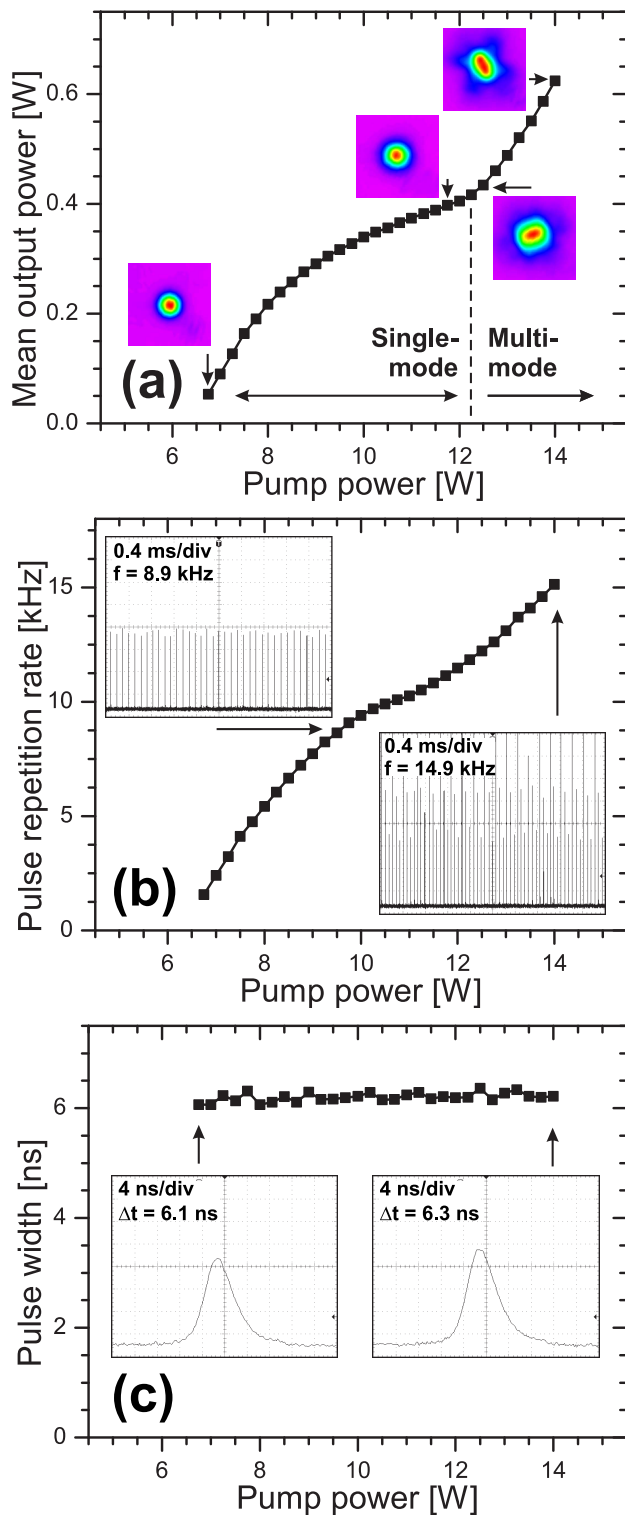 Mean output power [W]
0.6
0.4
0.2
0.0
(a)
Single-
mode
Multi-
mode
6
8
10
12
14
Pump power [W]
Pulse repetition rate [kHz]
15
10
5
0
0.4 ms/div
f = 8.9 kHz
0.4 ms/div
f = 14.9 kHz
(b)
6
8
10
12
14
Pump power [W]
Pulse width [ns]
8
6
4
2
0
4 ns/div
Δt = 6.1 ns
4 ns/div
Δt = 6.3 ns
(c)
6
8
10
12
14
Pump power [W]